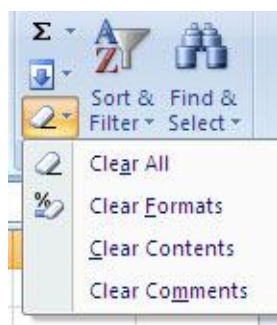 Σ
A
Z
Sort & Find &
Filter Select
Clear All
% Clear Formats
Clear Contents
Clear Comments